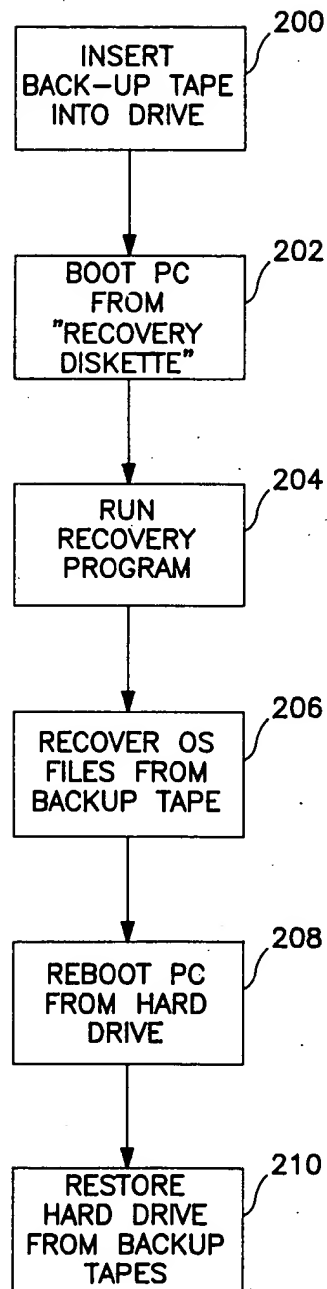 200
INSERT
BACK-UP TAPE
INTO DRIVE
202
BOOT PC
FROM
"RECOVERY
DISKETTE"
204
RUN
RECOVERY
PROGRAM
206
RECOVER OS
FILES FROM
BACKUP TAPE
208
REBOOT PC
FROM HARD
DRIVE
210
RESTORE
HARD DRIVE
FROM BACKUP
TAPES